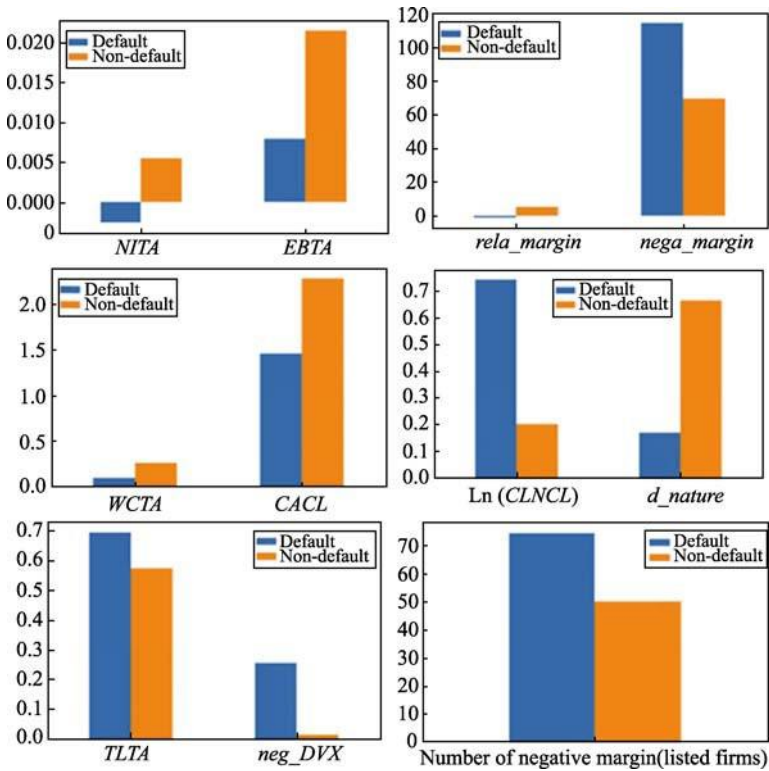 0.020
0.015
0.010
0.005
0.000
0
Default
Non-default
NITA
EBTA
120
100
80
60
40
20
0
Default
Non-default
rela_margin
nega_margin
2.0
1.5
1.0
0.5
0.0
Default
Non-default
WCTA
CACL
0.7
0.6
0.5
0.4
0.3
0.2
0.1
0.0
Default
Non-default
Ln (CLNCL)
d_nature
0.7
0.6
0.5
0.4
0.3
0.2
0.1
0.0
Default
Non-default
TLTA
neg_DVX
70
60
50
40
30
20
10
0
Default
Non-default
Number of negative margin(listed firms)